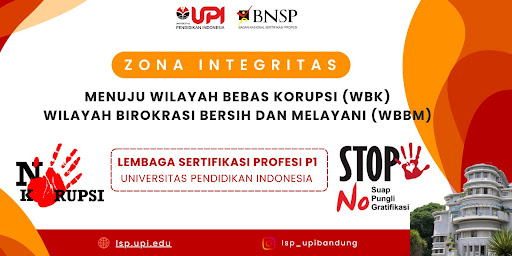 UPI
UNIVERSITAS
PENDIDIKAN INDONESIA
BNSP
BADAN NASIONAL SERTIFIKASI PROFESI
ZONA INTEGRITAS
MENUJU WILAYAH BEBAS KORUPSI (WBK)
WILAYAH BIROKRASI BERSIH DAN MELAYANI (WBBM)
NO
KORUPSI
LEMBAGA SERTIFIKASI PROFESI P1
UNIVERSITAS PENDIDIKAN INDONESIA
STOP
No
Suap
Pungli
Gratifikasi
lsp.upi.edu
lsp_upibandung